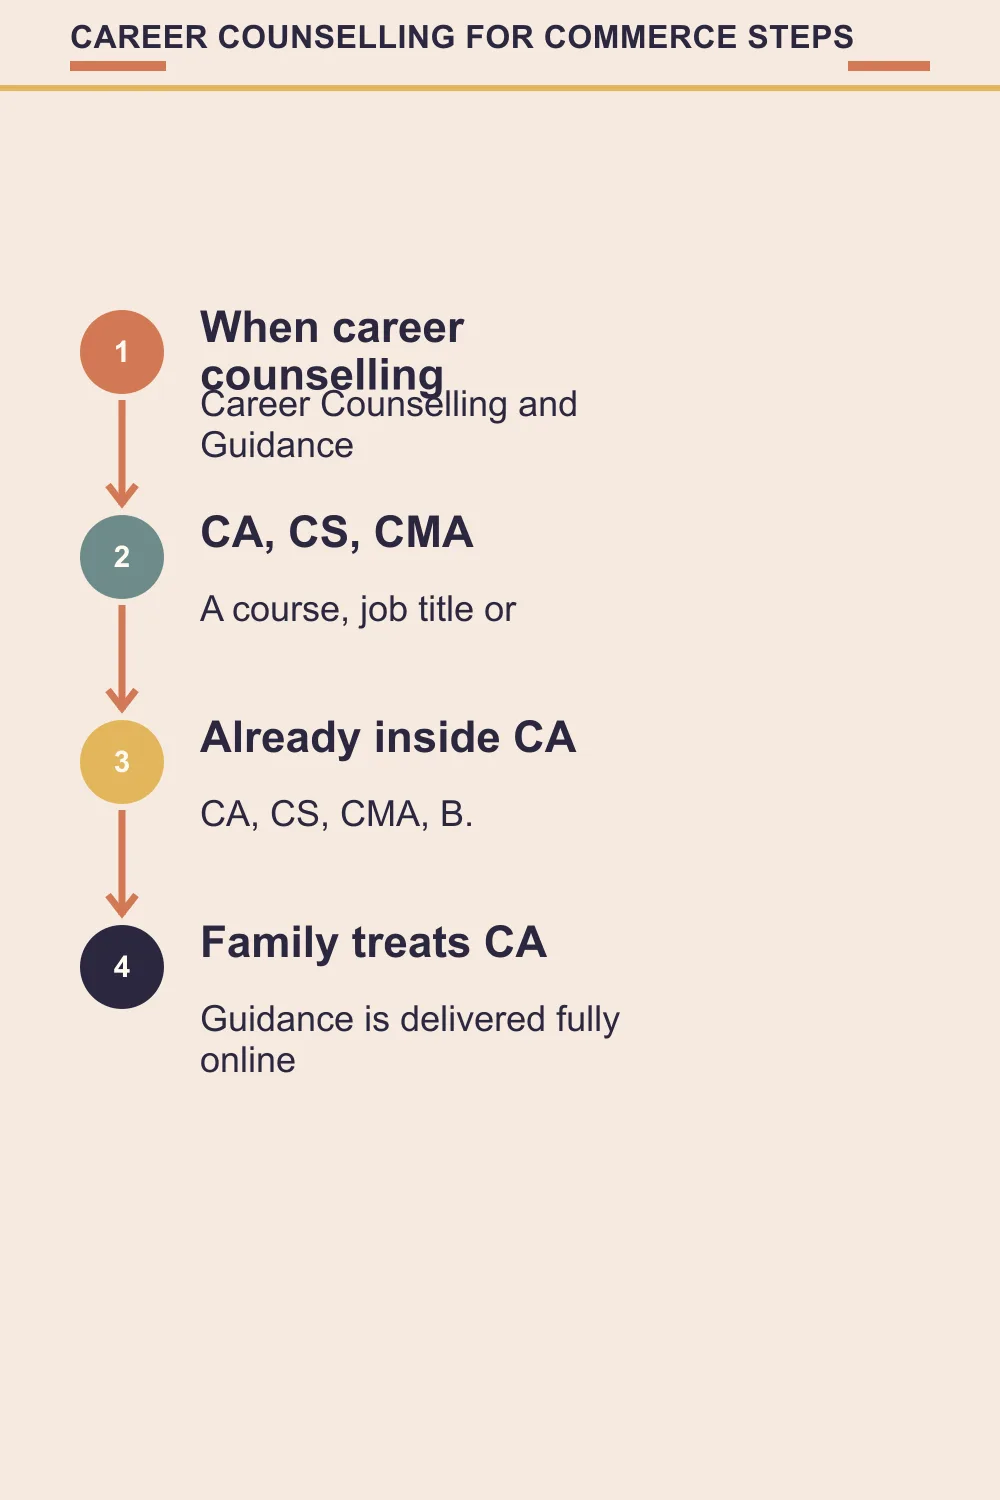 CAREER COUNSELLING FOR COMMERCE STEPS
1
When career
counselling
Career Counselling and
Guidance
2
CA, CS, CMA
A course, job title or
3
Already inside CA
CA, CS, CMA, B.
4
Family treats CA
Guidance is delivered fully
online